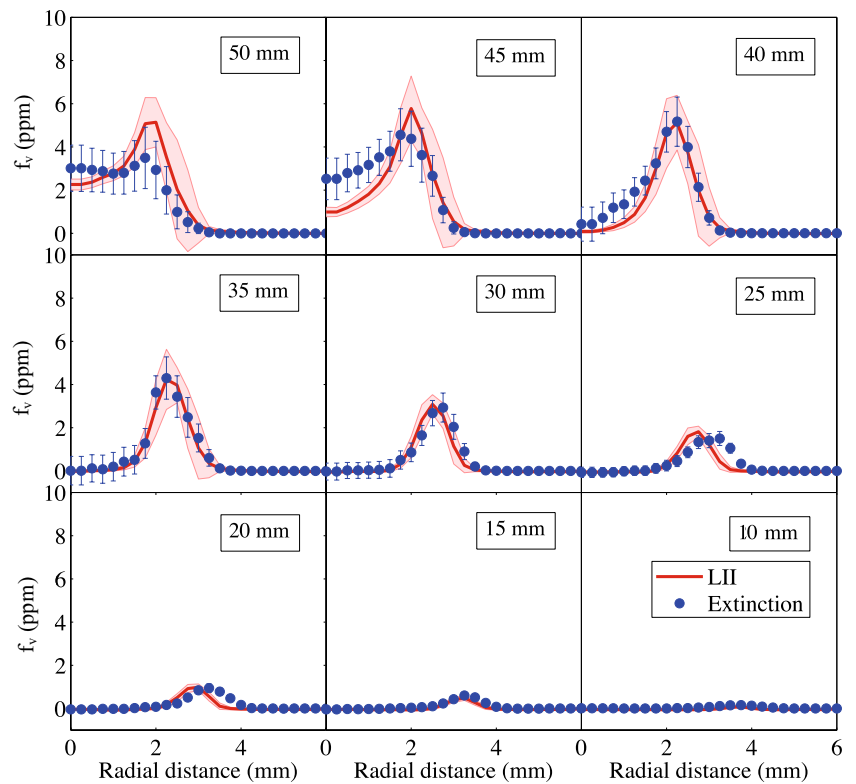 10
8
6
4
2
0
f_v (ppm)
50 mm
45 mm
40 mm
10
8
6
4
2
0
f_v (ppm)
35 mm
30 mm
25 mm
10
8
6
4
2
0
f_v (ppm)
20 mm
15 mm
10 mm
LII
Extinction
0 2 4 0 2 4 0 2 4 6
Radial distance (mm) Radial distance (mm) Radial distance (mm)